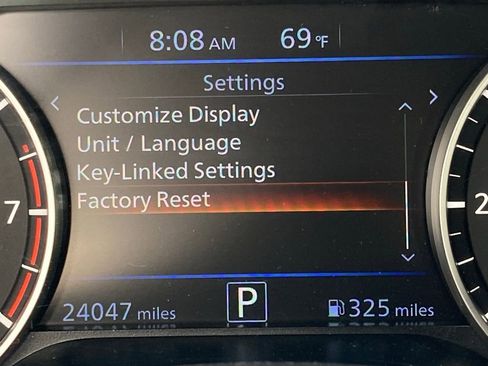 8:08 AM 69 °F
Settings
Customize Display
Unit / Language
Key-Linked Settings
Factory Reset
7
2
24047 miles P 325 miles